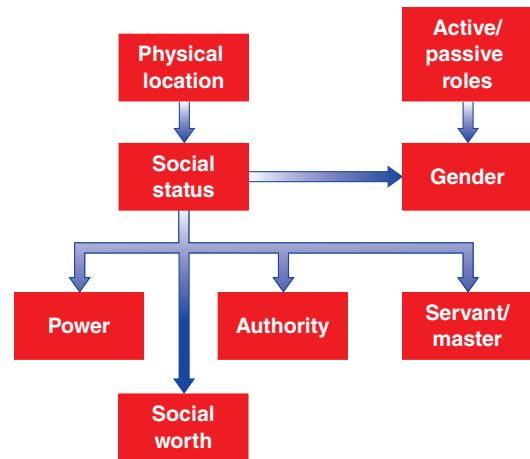 Physical
location
Active/
passive
roles
Social
status
Gender
Power
Authority
Servant/
master
Social
worth